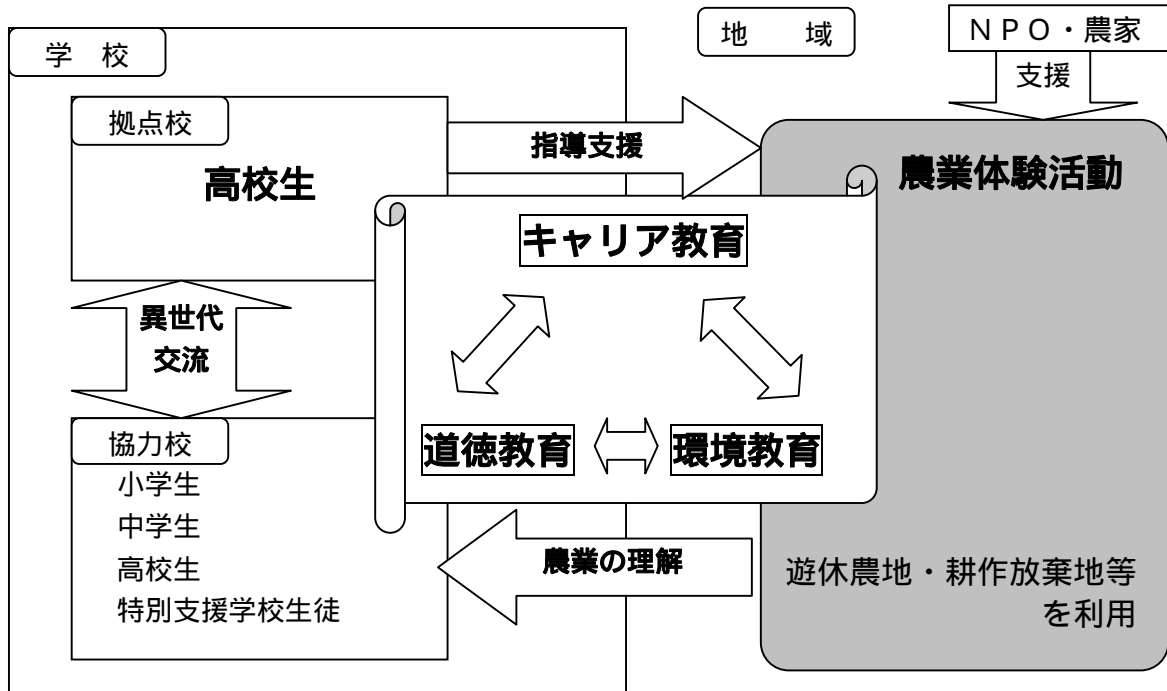 学 校
地 域
ＮＰＯ・農家
支援
拠点校
高校生
指導支援
農業体験活動
キャリア教育
異世代
交流
道徳教育
環境教育
協力校
小学生
中学生
高校生
特別支援学校生徒
農業の理解
遊休農地・耕作放棄地等
を利用